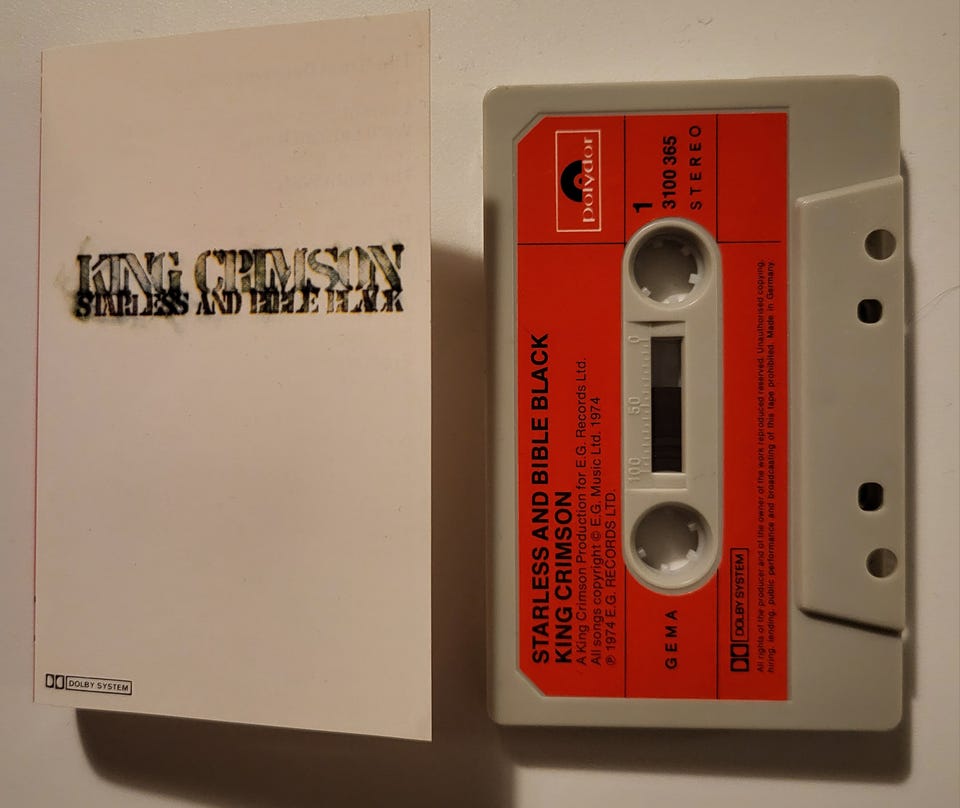 KING CRIMSON
STARLESS AND BIBLE BLACK
DOLBY SYSTEM
polydor
1
3100 365
STEREO
STARLESS AND BIBLE BLACK
KING CRIMSON
A King Crimson Production for E.G. Records Ltd.
All songs copyright © E.G. Music Ltd. 1974
℗ 1974 E.G. RECORDS LTD.
100 50 0
GEMA
DOLBY SYSTEM
All rights of the producer and of the owner of the work reproduced reserved. Unauthorised copying,
hiring, lending, public performance and broadcasting of this tape prohibited. Made in Germany.